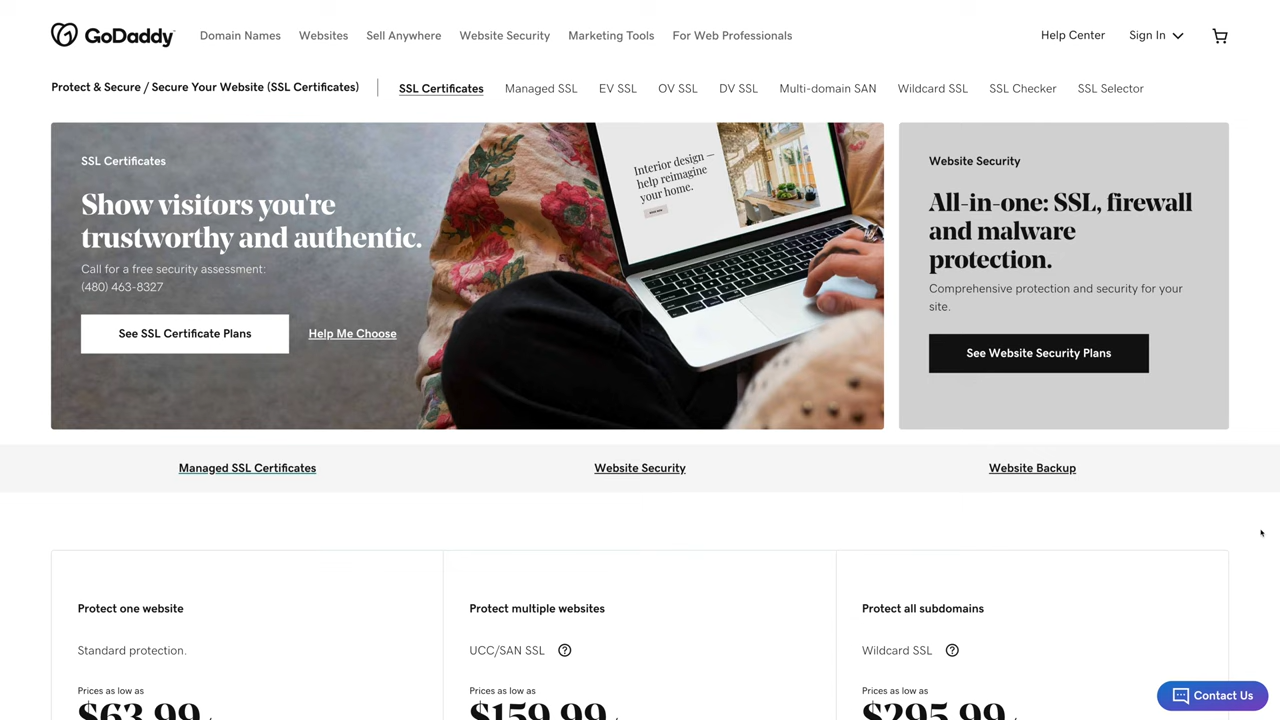 GoDaddy
Domain Names
Websites
Sell Anywhere
Website Security
Marketing Tools
For Web Professionals
Help Center
Sign In
Protect & Secure / Secure Your Website (SSL Certificates)
SSL Certificates
Managed SSL
EV SSL
OV SSL
DV SSL
Multi-domain SAN
Wildcard SSL
SSL Checker
SSL Selector
SSL Certificates
Show visitors you're
trustworthy and authentic.
Call for a free security assessment:
(480) 463-8327
See SSL Certificate Plans
Help Me Choose
Interior design —
help reimagine
your home.
Website Security
All-in-one: SSL, firewall
and malware
protection.
Comprehensive protection and security for your
site.
See Website Security Plans
Managed SSL Certificates
Website Security
Website Backup
Protect one website
Standard protection.
Prices as low as
$63.99
Protect multiple websites
UCC/SAN SSL
Prices as low as
$159.99
Protect all subdomains
Wildcard SSL
Prices as low as
$295.99
Contact Us